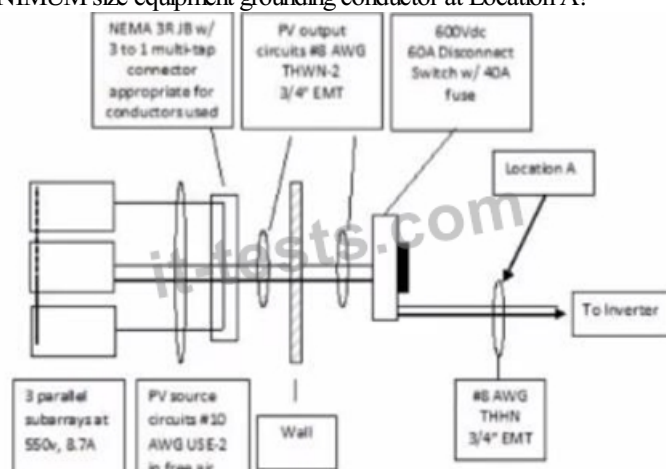 NIMUM size equipment grounding conductor at Location A?
NEMA 3R JB w/
3 to 1 multi-tap
connector
appropriate for
conductors used
PV output
circuits #8 AWG
THWN-2
3/4" EMT
600Vdc
60A Disconnect
Switch w/ 40A
fuse
Location A
it-tests.com
To Inverter
3 parallel
subarrays at
550v, 8.7A
PV source
circuits #10
AWG USE-2
in free air
Wall
#8 AWG
THHN
3/4" EMT